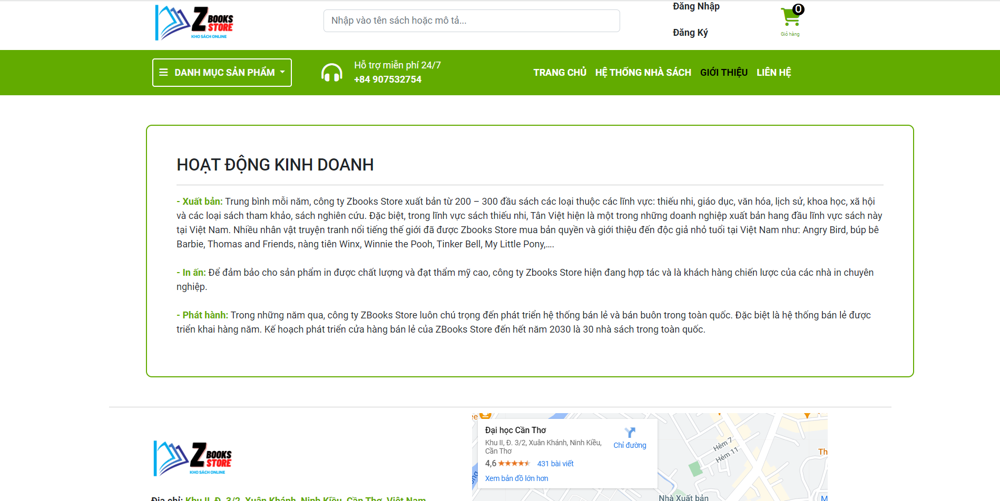 Z BOOKS STORE
KHO SÁCH ONLINE
Nhập vào tên sách hoặc mô tả...
Đăng Nhập
Đăng Ký
0
Giỏ hàng
DANH MỤC SẢN PHẨM
Hỗ trợ miễn phí 24/7
+84 907532754
TRANG CHỦ HỆ THỐNG NHÀ SÁCH GIỚI THIỆU LIÊN HỆ
HOẠT ĐỘNG KINH DOANH
- Xuất bản: Trung bình mỗi năm, công ty Zbooks Store xuất bản từ 200 – 300 đầu sách các loại thuộc các lĩnh vực: thiếu nhi, giáo dục, văn hóa, lịch sử, khoa học, xã hội
và các loại sách tham khảo, sách nghiên cứu. Đặc biệt, trong lĩnh vực sách thiếu nhi, Tân Việt hiện là một trong những doanh nghiệp xuất bản hang đầu lĩnh vực sách này
tại Việt Nam. Nhiều nhân vật truyện tranh nổi tiếng thế giới đã được Zbooks Store mua bản quyền và giới thiệu đến độc giả nhỏ tuổi tại Việt Nam như: Angry Bird, búp bê
Barbie, Thomas and Friends, nàng tiên Winx, Winnie the Pooh, Tinker Bell, My Little Pony,....
- In ấn: Để đảm bảo cho sản phẩm in được chất lượng và đạt thẩm mỹ cao, công ty Zbooks Store hiện đang hợp tác và là khách hàng chiến lược của các nhà in chuyên
nghiệp.
- Phát hành: Trong những năm qua, công ty ZBooks Store luôn chú trọng đến phát triển hệ thống bán lẻ và bán buôn trong toàn quốc. Đặc biệt là hệ thống bán lẻ được
triển khai hàng năm. Kế hoạch phát triển cửa hàng bán lẻ của ZBooks Store đến hết năm 2030 là 30 nhà sách trong toàn quốc.
Z BOOKS STORE
KHO SÁCH ONLINE
Địa chỉ: Khu II, Đ. 3/2, Xuân Khánh, Ninh Kiều, Cần Thơ, Việt Nam
Đại học Cần Thơ
Khu II, Đ. 3/2, Xuân Khánh, Ninh Kiều,
Cần Thơ
Chỉ đường
4,6 431 bài viết
Xem bản đồ lớn hơn
Hẻm 7
Hẻm 11
Nhà Xuất bản